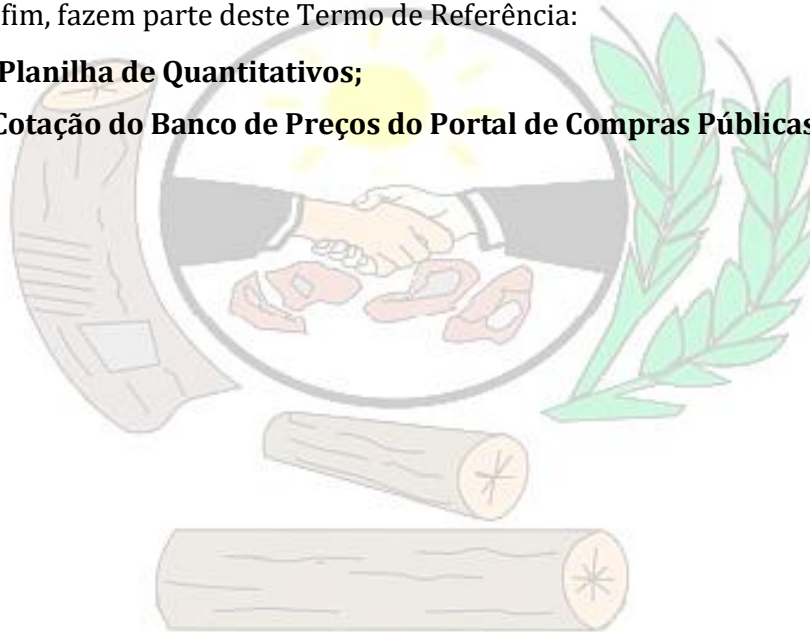 fim, fazem parte deste Termo de Referência:
Planilha de Quantitativos;
Cotação do Banco de Preços do Portal de Compras Públicas